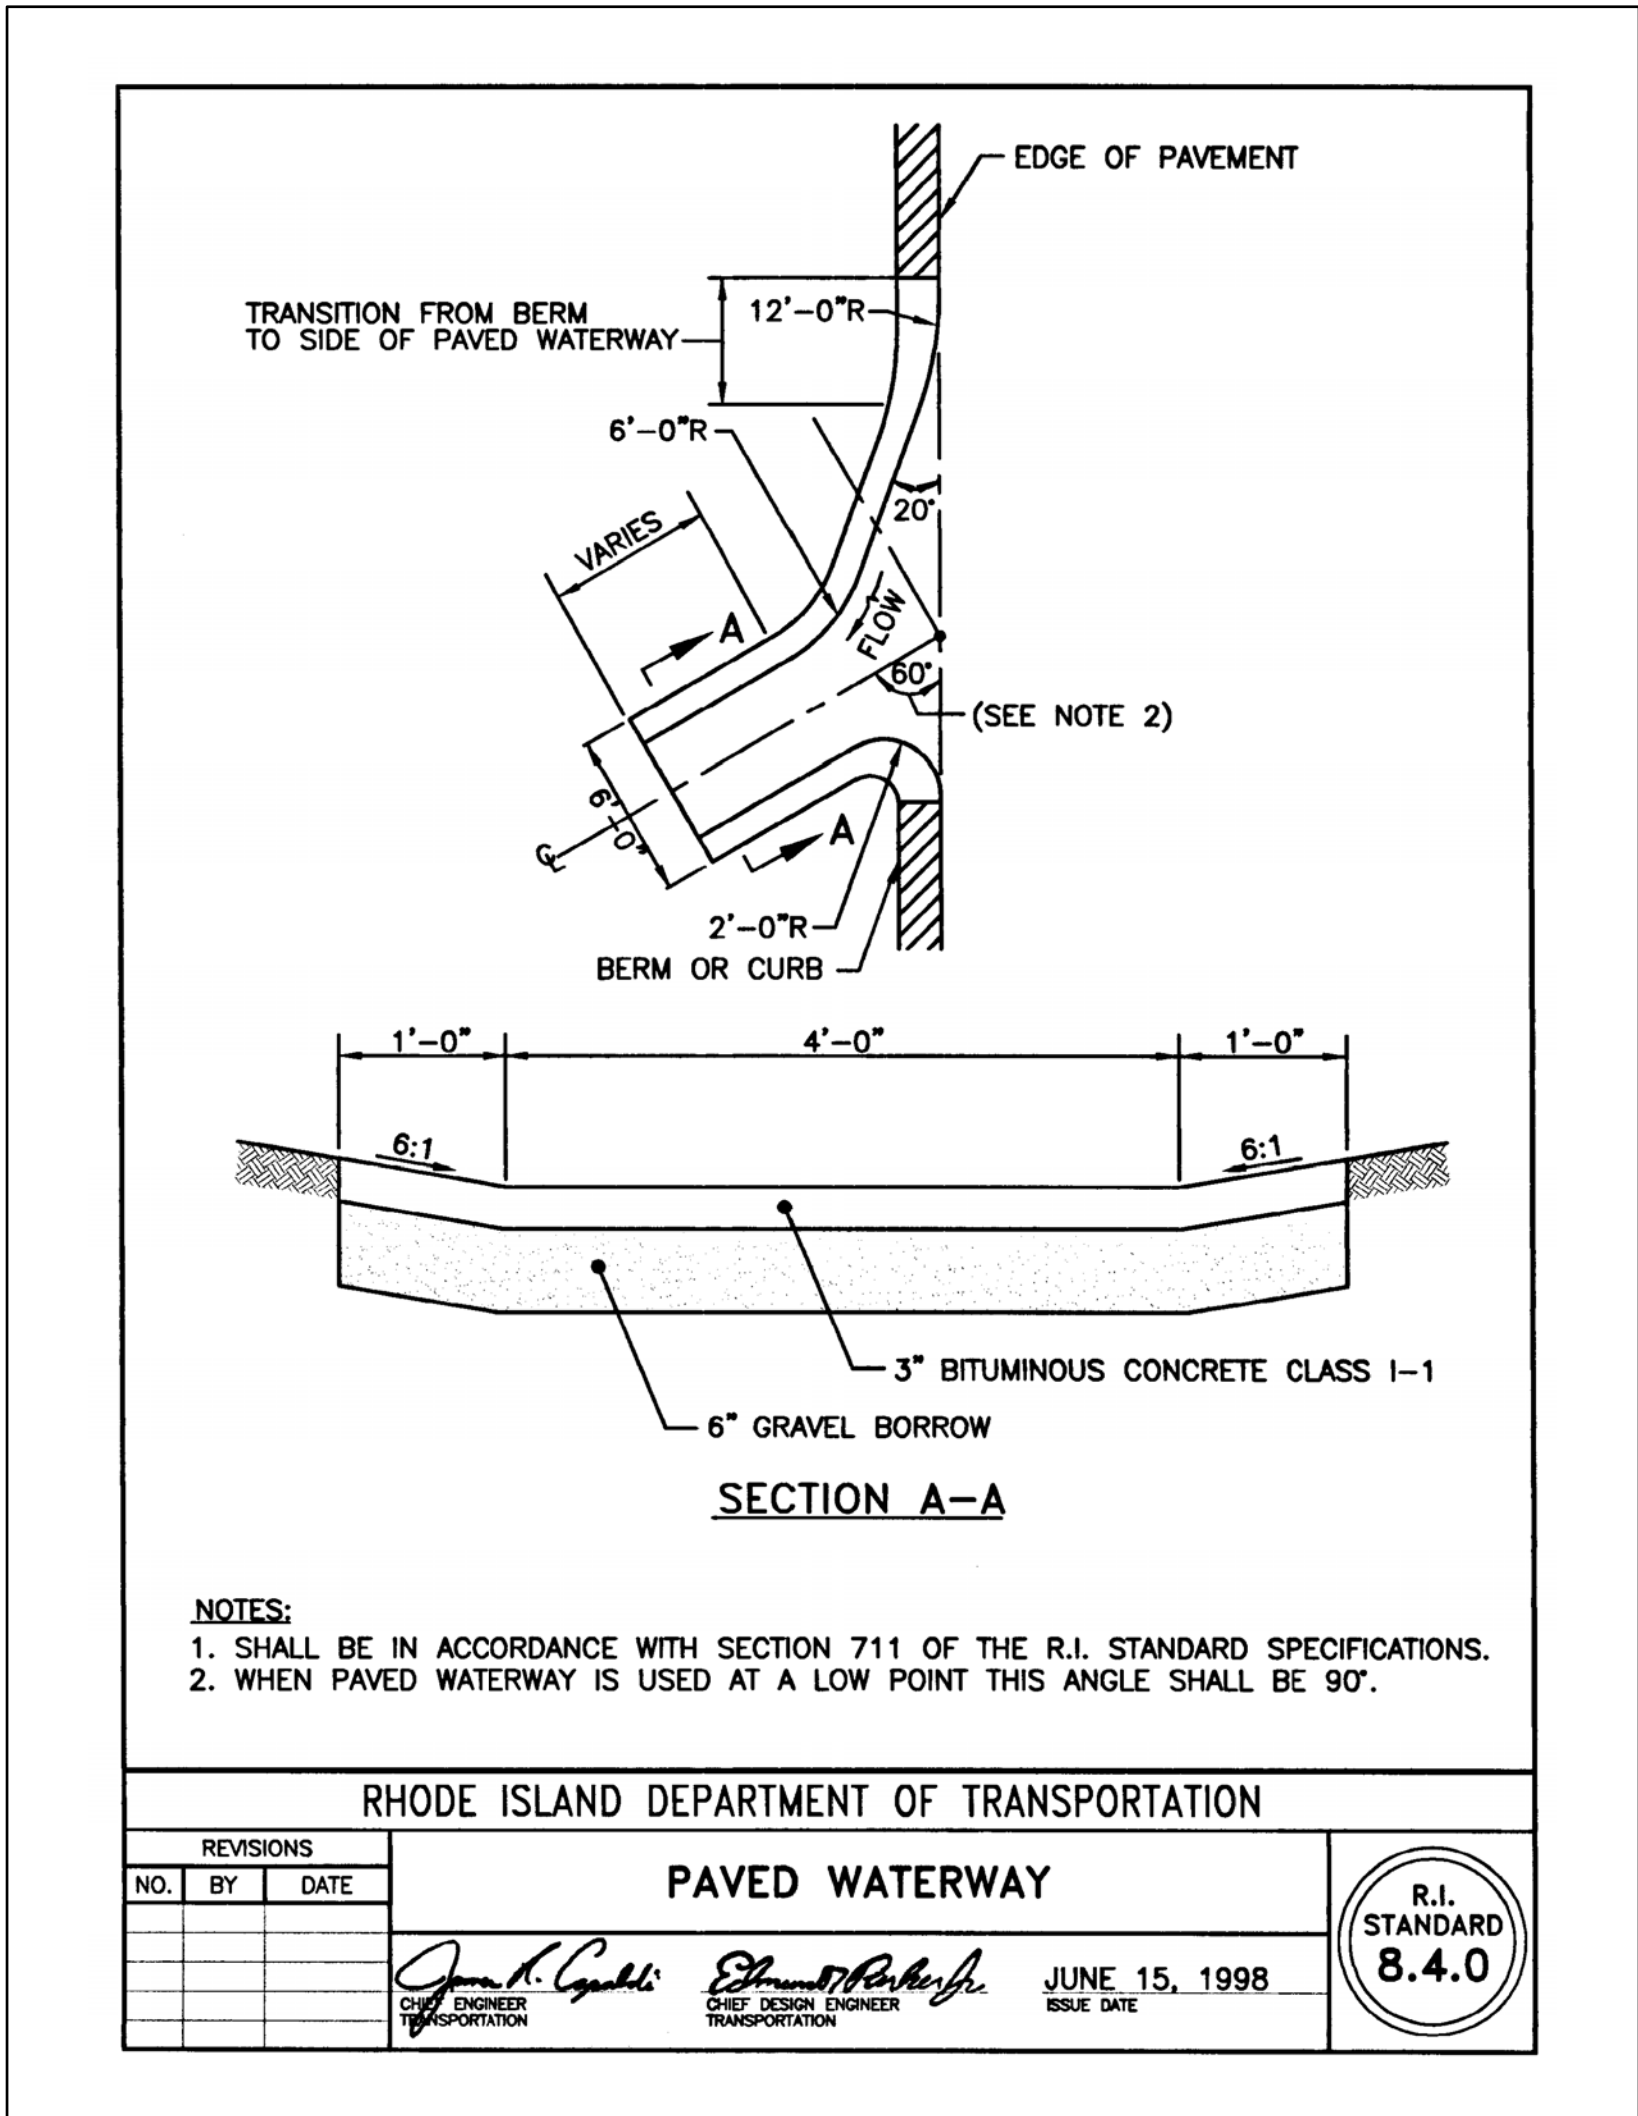 EDGE OF PAVEMENT
TRANSITION FROM BERM
TO SIDE OF PAVED WATERWAY
12'-0"R
6'-0"R
20°
VARIES
A
FLOW
60°
(SEE NOTE 2)
6'-0"
A
℄
2'-0"R
BERM OR CURB
1'-0"
4'-0"
1'-0"
6:1
6:1
3" BITUMINOUS CONCRETE CLASS I-1
6" GRAVEL BORROW
SECTION A-A
NOTES:
1. SHALL BE IN ACCORDANCE WITH SECTION 711 OF THE R.I. STANDARD SPECIFICATIONS.
2. WHEN PAVED WATERWAY IS USED AT A LOW POINT THIS ANGLE SHALL BE 90°.
RHODE ISLAND DEPARTMENT OF TRANSPORTATION
REVISIONS
NO. BY DATE
PAVED WATERWAY
R.I.
STANDARD
8.4.0
JUNE 15, 1998
CHIEF ENGINEER
TRANSPORTATION
CHIEF DESIGN ENGINEER
TRANSPORTATION
ISSUE DATE